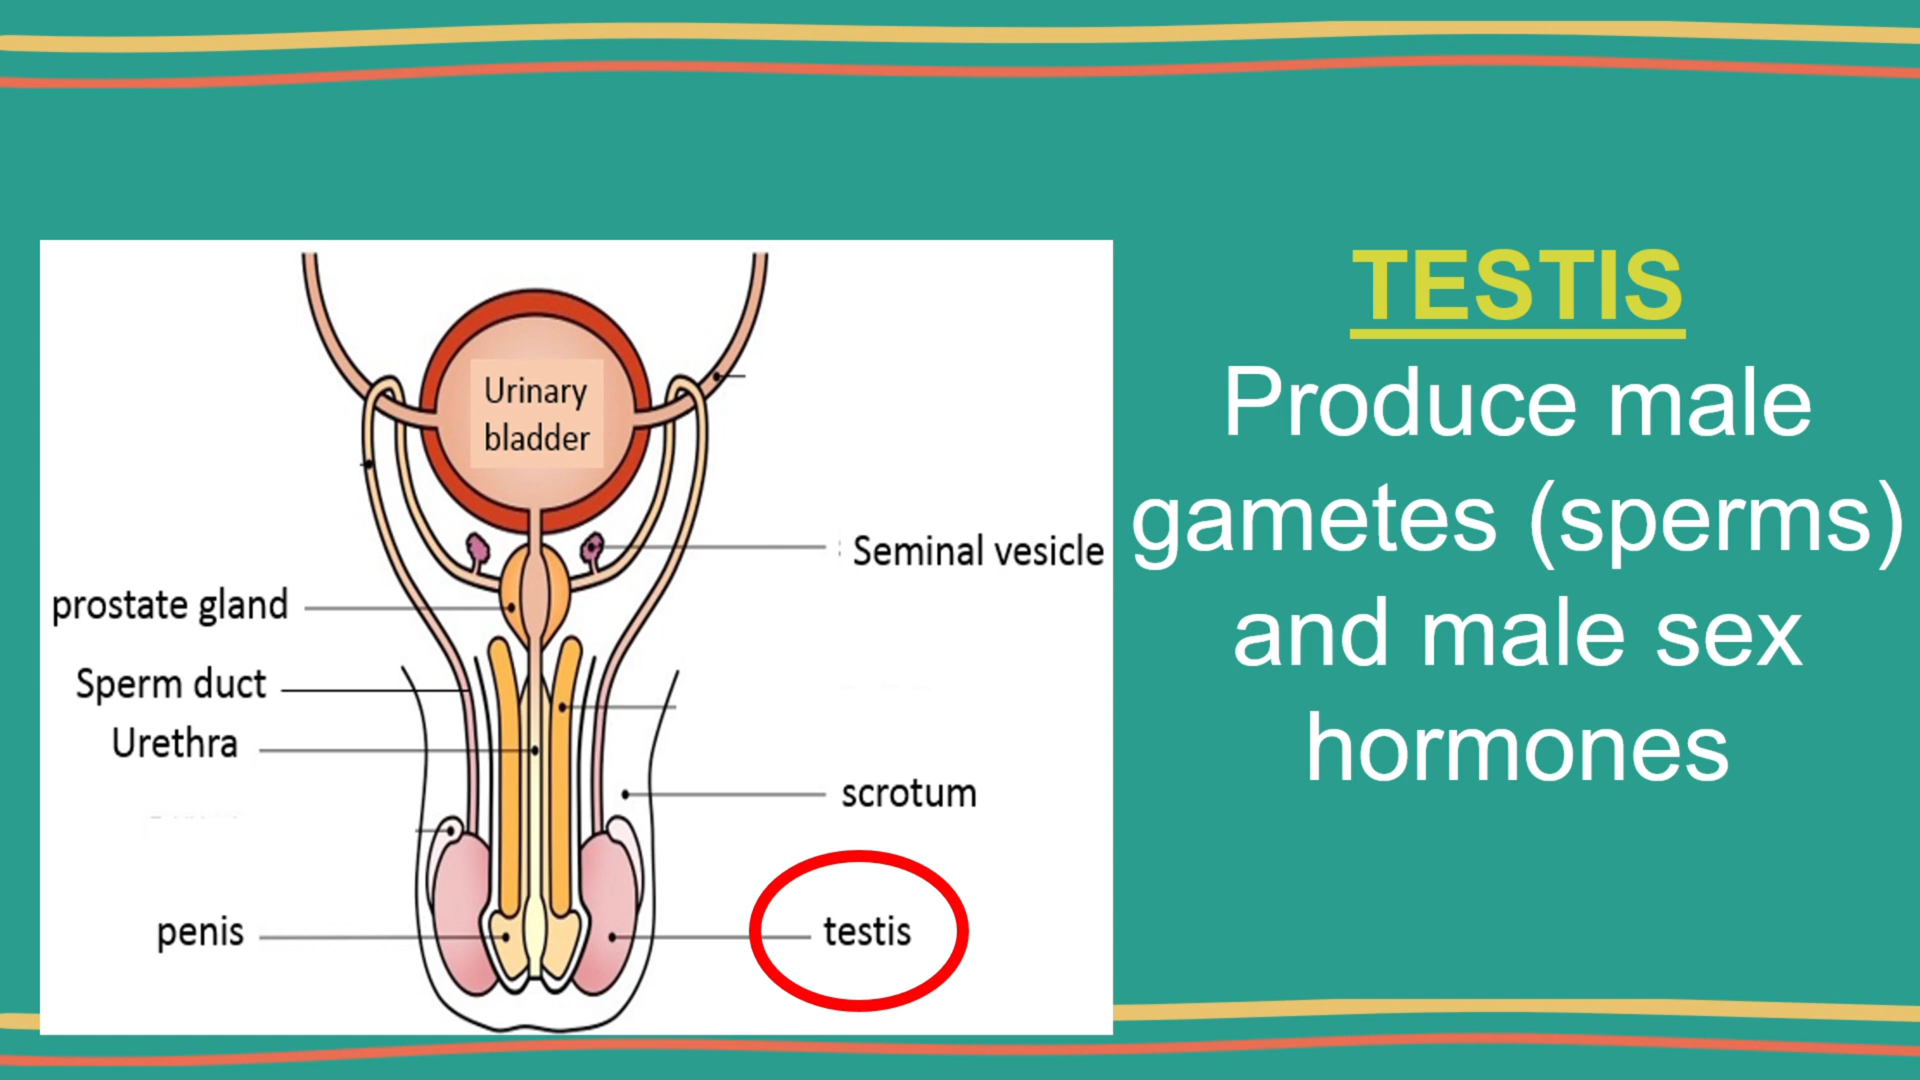 Urinary
bladder
Seminal vesicle
prostate gland
Sperm duct
Urethra
scrotum
penis
testis
TESTIS
Produce male
gametes (sperms)
and male sex
hormones